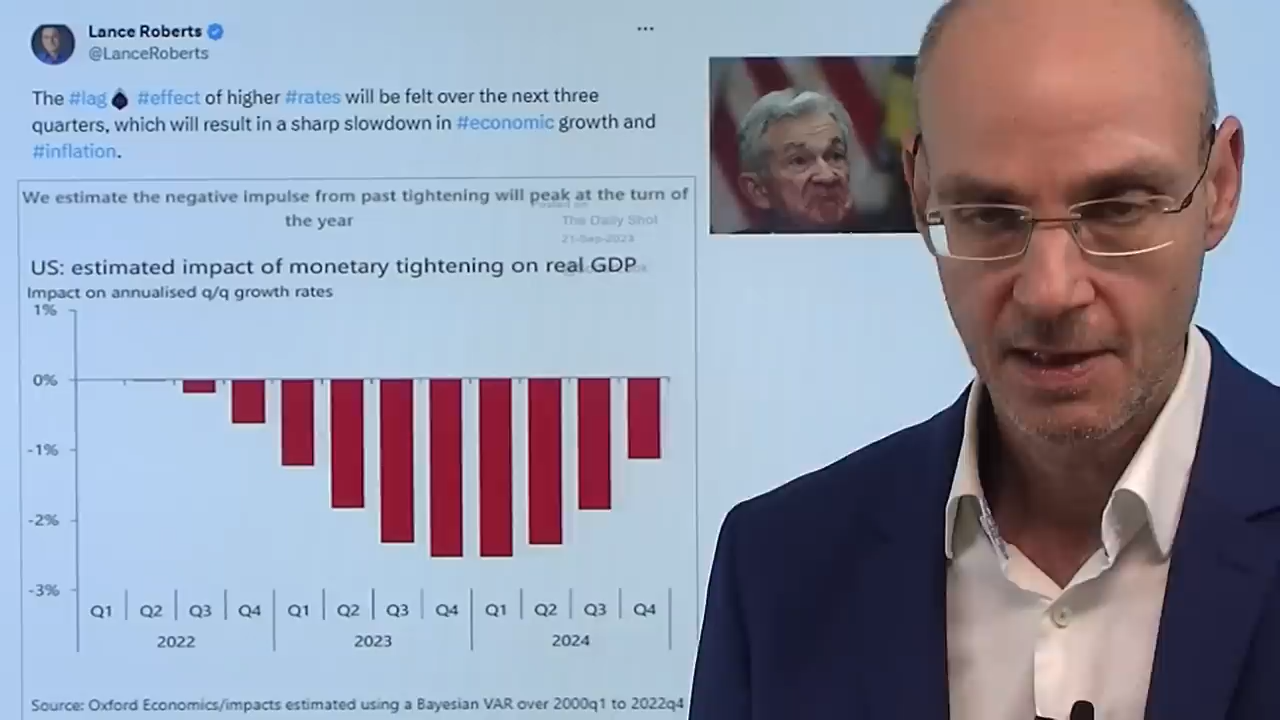 Lance Roberts
@LanceRoberts
The #lag #effect of higher #rates will be felt over the next three
quarters, which will result in a sharp slowdown in #economic growth and
#inflation.
We estimate the negative impulse from past tightening will peak at the turn of
the year
Posted on
The Daily Shot
21-Sep-2023
US: estimated impact of monetary tightening on real GDP
Impact on annualised q/q growth rates
1%
0%
-1%
-2%
-3%
Q1 Q2 Q3 Q4 Q1 Q2 Q3 Q4 Q1 Q2 Q3 Q4
2022 2023 2024
Source: Oxford Economics/impacts estimated using a Bayesian VAR over 2000q1 to 2022q4